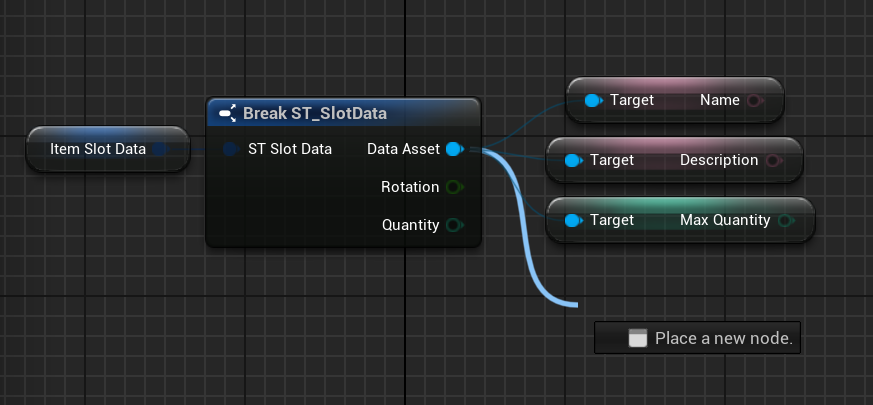 Break ST_SlotData
Item Slot Data
ST Slot Data
Data Asset
Rotation
Quantity
Target Name
Target Description
Target Max Quantity
Place a new node.